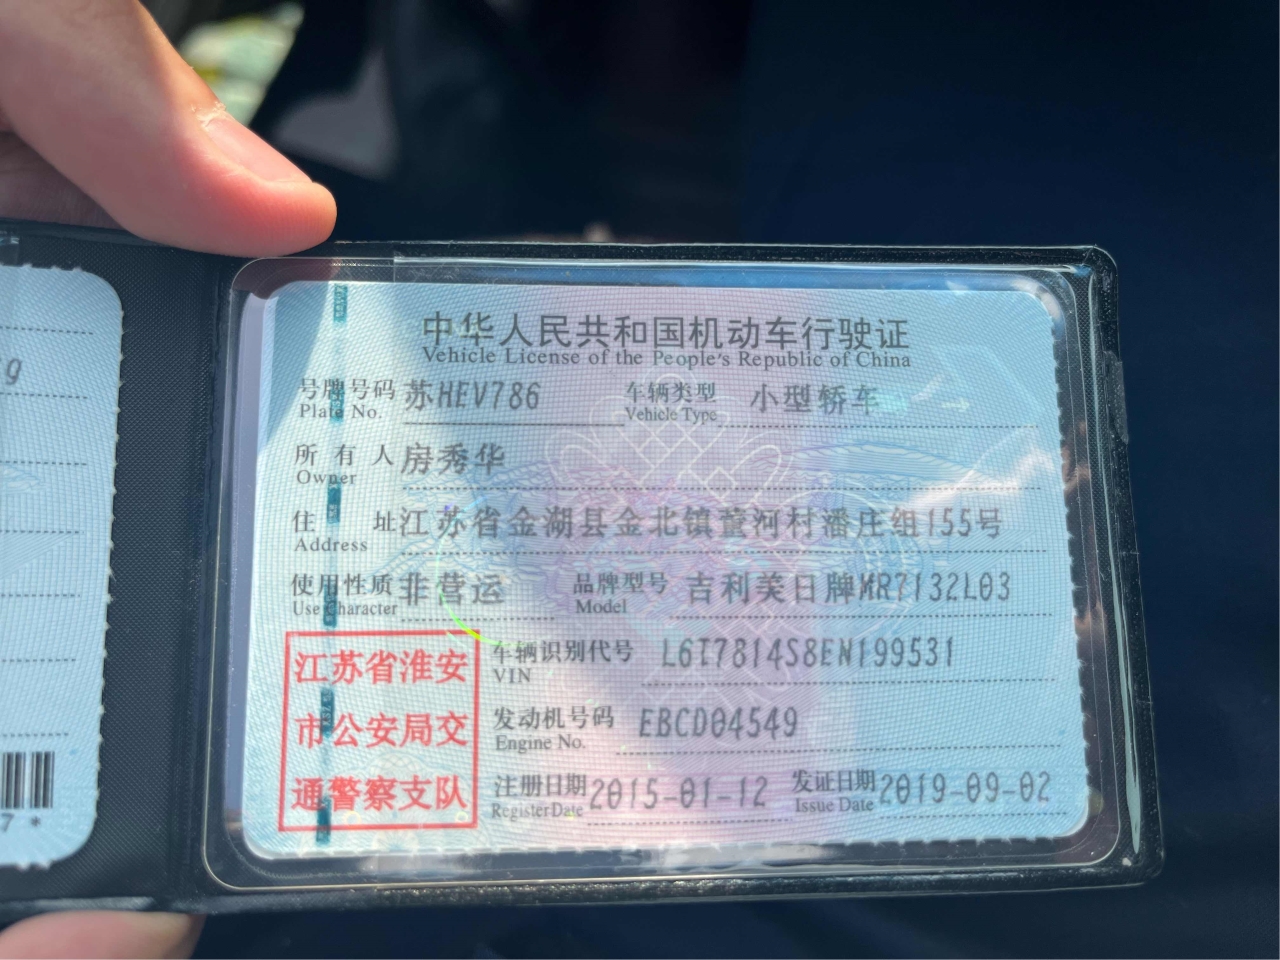 中华人民共和国机动车行驶证
Vehicle License of the People's Republic of China
号牌号码 苏HEV786 车辆类型 小型轿车
Plate No. Vehicle Type
所有人 房秀华
Owner
住址 江苏省金湖县金北镇董河村潘庄组155号
Address
使用性质 非营运 品牌型号 吉利美日牌MR7132L03
Use Character Model
江苏省淮安
市公安局交
通警察支队
车辆识别代号 L6T7814S8EN199531
VIN
发动机号码 EBCD04549
Engine No.
注册日期 2015-01-12 发证日期 2019-09-02
Register Date Issue Date
9
7*